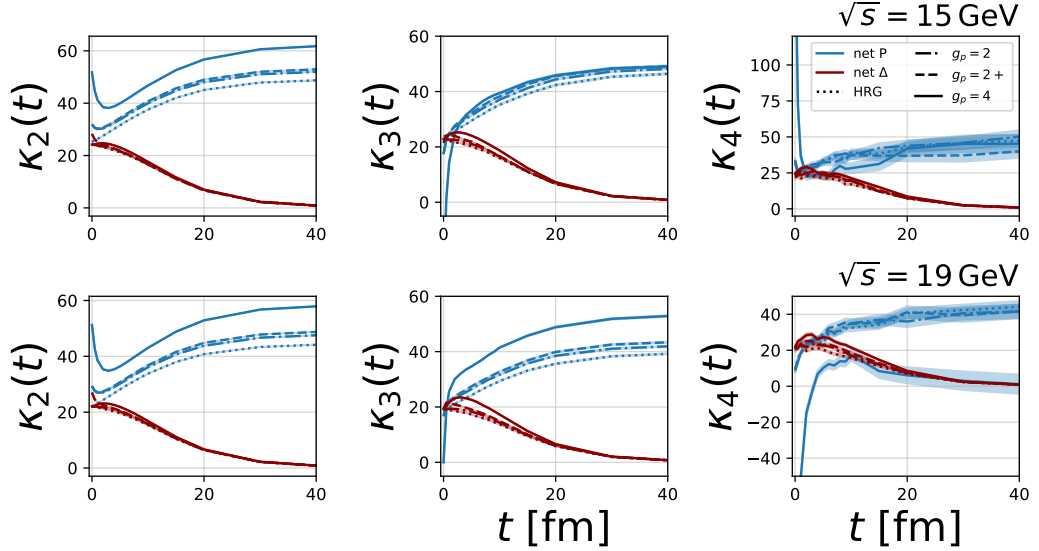 √s = 15 GeV
κ₂(t)
60
40
20
0
0 20 40
κ₃(t)
60
40
20
0
0 20 40
κ₄(t)
100
75
50
25
0
0 20 40
net P
net Δ
HRG
gₚ = 2
gₚ = 2 +
gₚ = 4
√s = 19 GeV
κ₂(t)
60
40
20
0
0 20 40
κ₃(t)
60
40
20
0
0 20 40
t [fm]
κ₄(t)
40
20
0
−20
−40
0 20 40
t [fm]